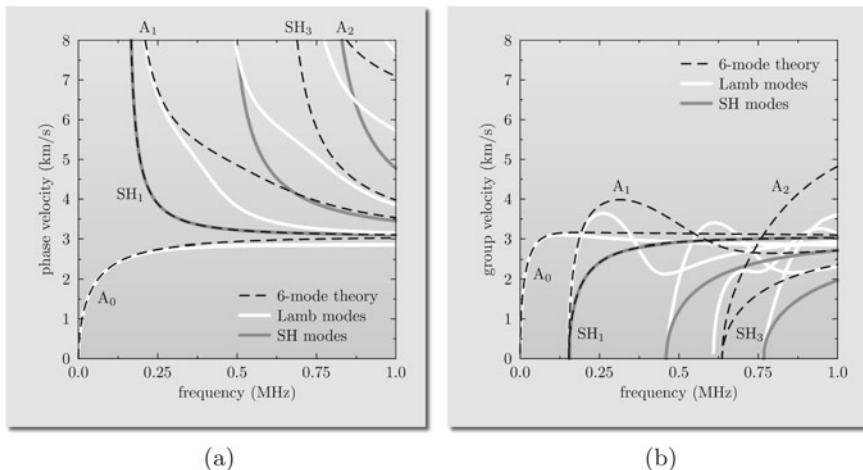 A1 SH3 A2
8
7
6
5
4
3
2
1
0
phase velocity (km/s)
SH1
A0
6-mode theory
Lamb modes
SH modes
0.0 0.25 0.5 0.75 1.0
frequency (MHz)
(a)
8
7
6
5
4
3
2
1
0
group velocity (km/s)
6-mode theory
Lamb modes
SH modes
A1 A2
A0
SH1 SH3
0.0 0.25 0.5 0.75 1.0
frequency (MHz)
(b)